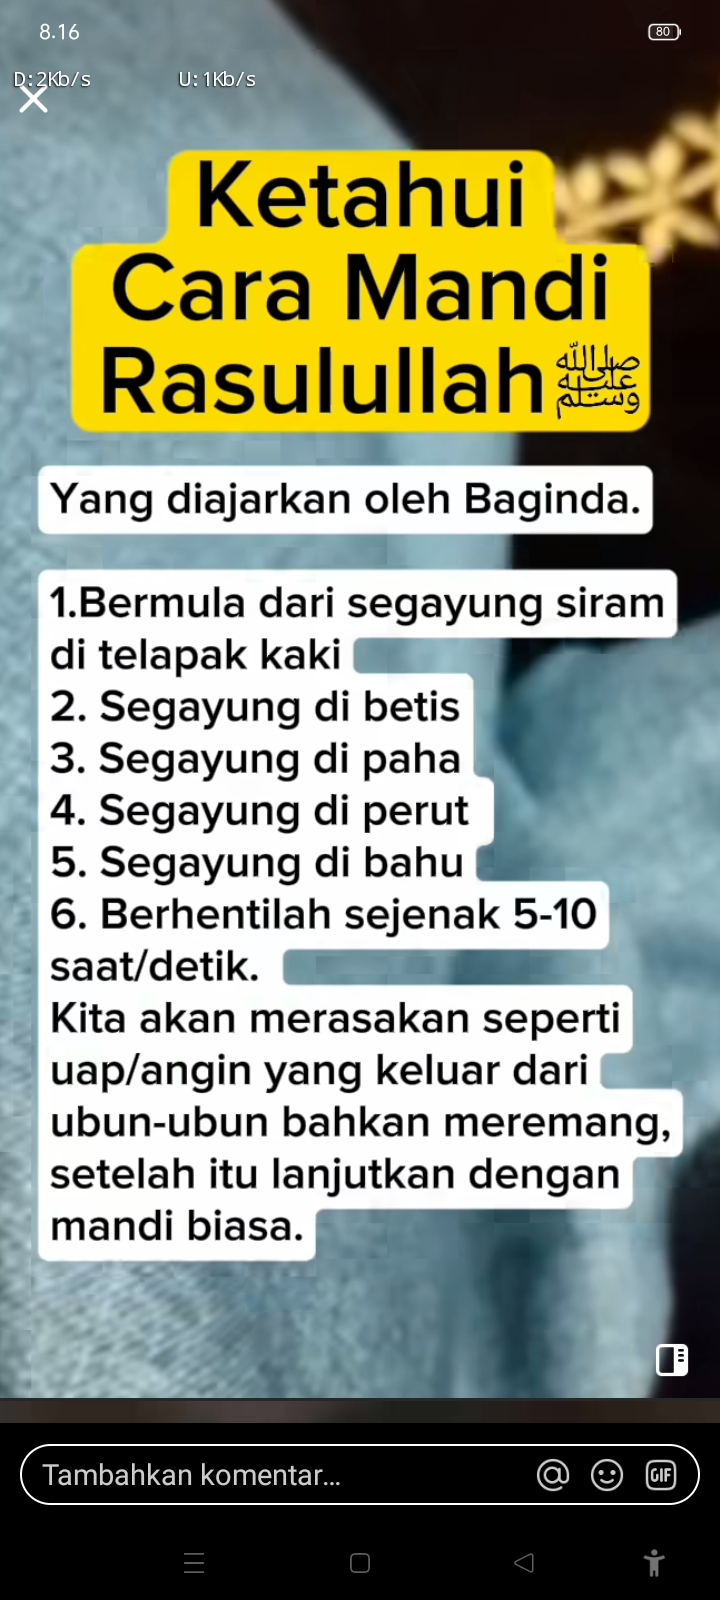 8.16
80
D:2Kb/s U:1Kb/s
Ketahui
Cara Mandi
Rasulullah ﷺ
Yang diajarkan oleh Baginda.
1.Bermula dari segayung siram
di telapak kaki
2. Segayung di betis
3. Segayung di paha
4. Segayung di perut
5. Segayung di bahu
6. Berhentilah sejenak 5-10
saat/detik.
Kita akan merasakan seperti
uap/angin yang keluar dari
ubun-ubun bahkan meremang,
setelah itu lanjutkan dengan
mandi biasa.
Tambahkan komentar...
GIF